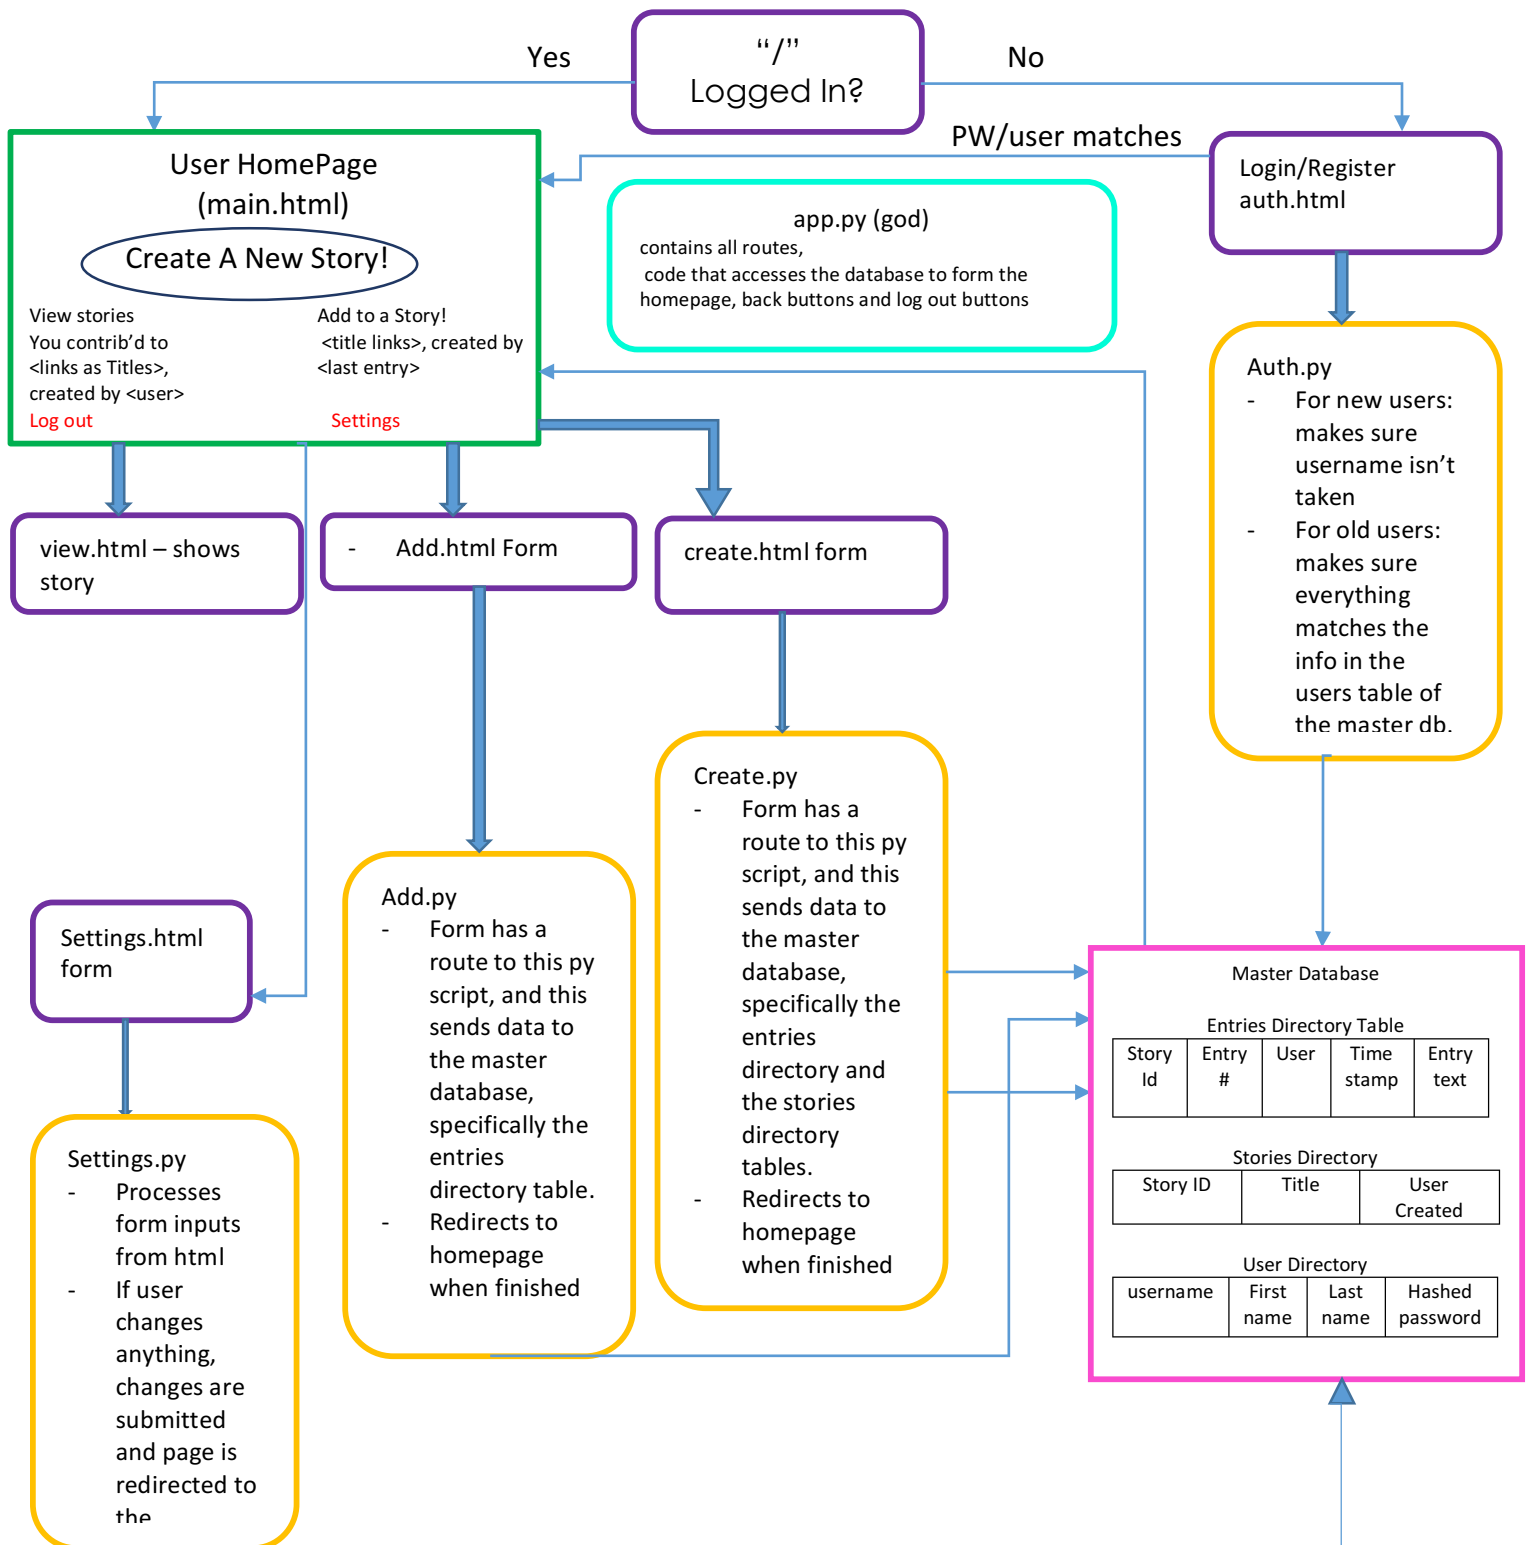 “/”
Logged In?
Yes
No
PW/user matches
User HomePage
(main.html)
Create A New Story!
View stories
You contrib’d to
<links as Titles>,
created by <user>
Log out
Add to a Story!
<title links>, created by
<last entry>
Settings
app.py (god)
contains all routes,
code that accesses the database to form the
homepage, back buttons and log out buttons
Login/Register
auth.html
Auth.py
- For new users:
makes sure
username isn’t
taken
- For old users:
makes sure
everything
matches the
info in the
users table of
the master db.
view.html – shows
story
- Add.html Form
create.html form
Settings.html
form
Settings.py
- Processes
form inputs
from html
- If user
changes
anything,
changes are
submitted
and page is
redirected to
the
Add.py
- Form has a
route to this py
script, and this
sends data to
the master
database,
specifically the
entries
directory table.
- Redirects to
homepage
when finished
Create.py
- Form has a
route to this py
script, and this
sends data to
the master
database,
specifically the
entries
directory and
the stories
directory
tables.
- Redirects to
homepage
when finished
Master Database
Entries Directory Table
Story Entry User Time Entry
Id # stamp text
Stories Directory
Story ID Title User
Created
User Directory
username First Last Hashed
name name password